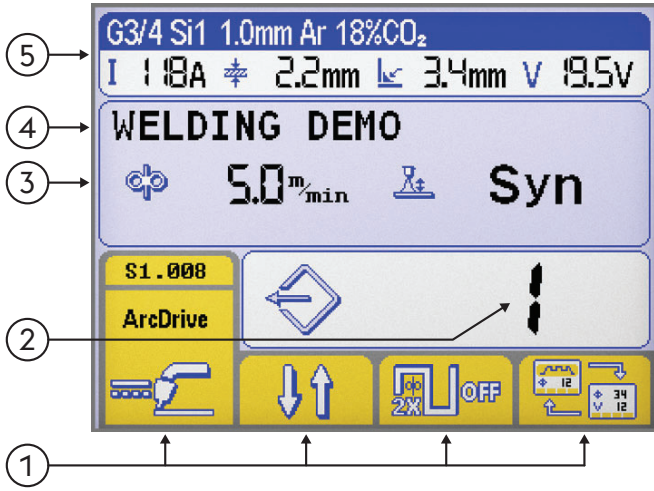 G3/4 Si1 1.0mm Ar 18%CO₂
I 118A 2.2mm 3.4mm V 19.5V
WELDING DEMO
5.0 m/min Syn
S1.008
ArcDrive
1
2X OFF
12 34
V 12
5
4
3
2
1